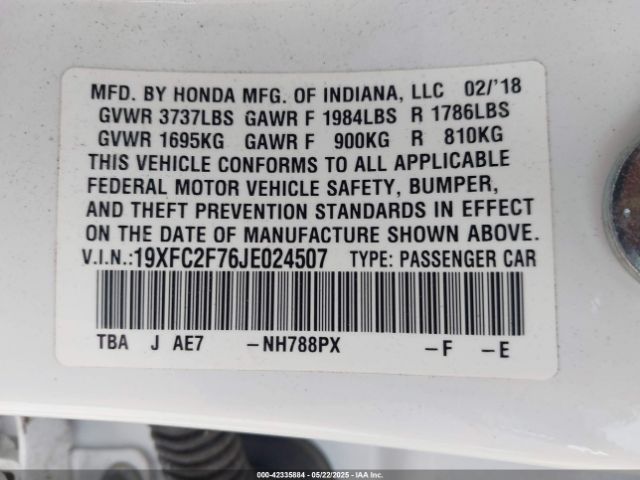 MFD. BY HONDA MFG. OF INDIANA, LLC 02/'18
GVWR 3737LBS GAWR F 1984LBS R 1786LBS
GVWR 1695KG GAWR F 900KG R 810KG
THIS VEHICLE CONFORMS TO ALL APPLICABLE
FEDERAL MOTOR VEHICLE SAFETY, BUMPER,
AND THEFT PREVENTION STANDARDS IN EFFECT
ON THE DATE OF MANUFACTURE SHOWN ABOVE.
V.I.N.:19XFC2F76JE024507 TYPE: PASSENGER CAR
TBA J AE7 -NH788PX -F -E
000-42335884 - 05/22/2025 - © IAA Inc.